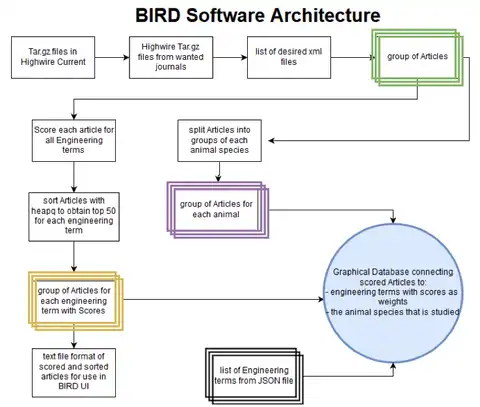 BIRD Software Architecture
Tar.gz files in
Highwire Current
Highwire Tar.gz
files from wanted
journals
list of desired xml
files
group of Articles
Score each article for
all Engineering
terms
split Articles into
groups of each
animal species
sort Articles with
heapq to obtain top 50
for each engineering
term
group of Articles for
each animal
group of Articles for
each engineering
term with Scores
Graphical Database connecting
scored Articles to:
- engineering terms with scores as
weights
- the animal species that is studied
text file format of
scored and sorted
articles for use in
BIRD UI
list of Engineering
terms from JSON file